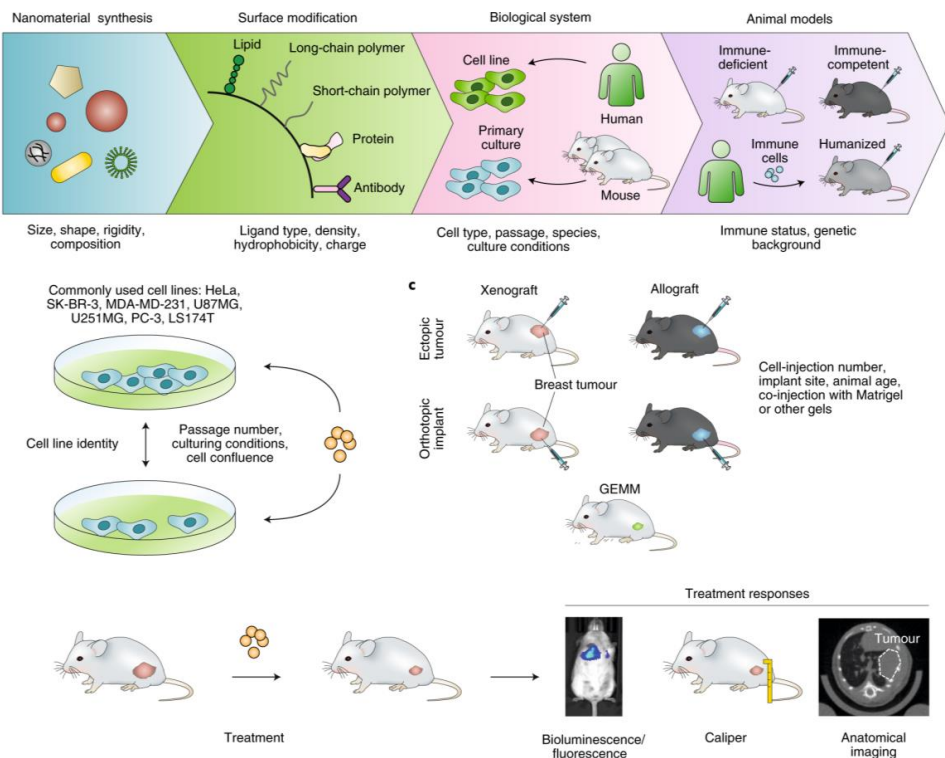 Nanomaterial synthesis
Surface modification
Biological system
Animal models
Lipid
Long-chain polymer
Short-chain polymer
Protein
Antibody
Cell line
Human
Primary
culture
Mouse
Immune-
deficient
Immune-
competent
Immune
cells
Humanized
Size, shape, rigidity,
composition
Ligand type, density,
hydrophobicity, charge
Cell type, passage, species,
culture conditions
Immune status, genetic
background
Commonly used cell lines: HeLa,
SK-BR-3, MDA-MD-231, U87MG,
U251MG, PC-3, LS174T
Cell line identity
Passage number,
culturing conditions,
cell confluence
c
Xenograft
Allograft
Ectopic
tumour
Breast tumour
Orthotopic
implant
Cell-injection number,
implant site, animal age,
co-injection with Matrigel
or other gels
GEMM
Treatment responses
Tumour
Treatment
Bioluminescence/
fluorescence
Caliper
Anatomical
imaging